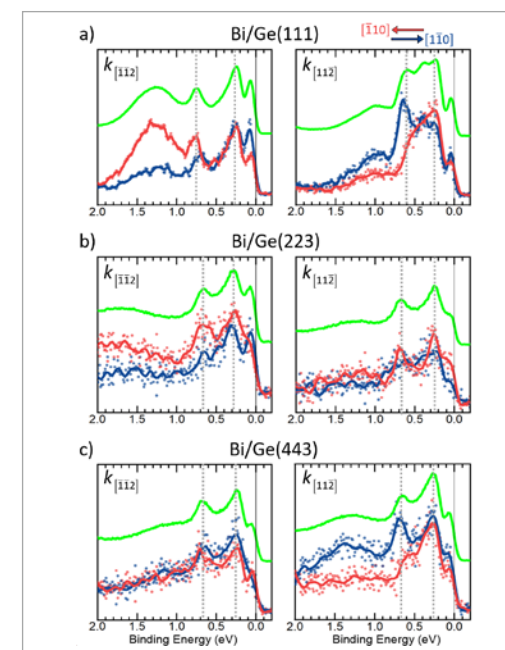 a) Bi/Ge(111) [1̄10]
[11̄0]
k[1̄1̄2] k[112̄]
2.0 1.5 1.0 0.5 0.0 2.0 1.5 1.0 0.5 0.0
b) Bi/Ge(223)
k[1̄1̄2] k[112̄]
2.0 1.5 1.0 0.5 0.0 2.0 1.5 1.0 0.5 0.0
c) Bi/Ge(443)
k[1̄1̄2] k[112̄]
2.0 1.5 1.0 0.5 0.0 2.0 1.5 1.0 0.5 0.0
Binding Energy (eV) Binding Energy (eV)